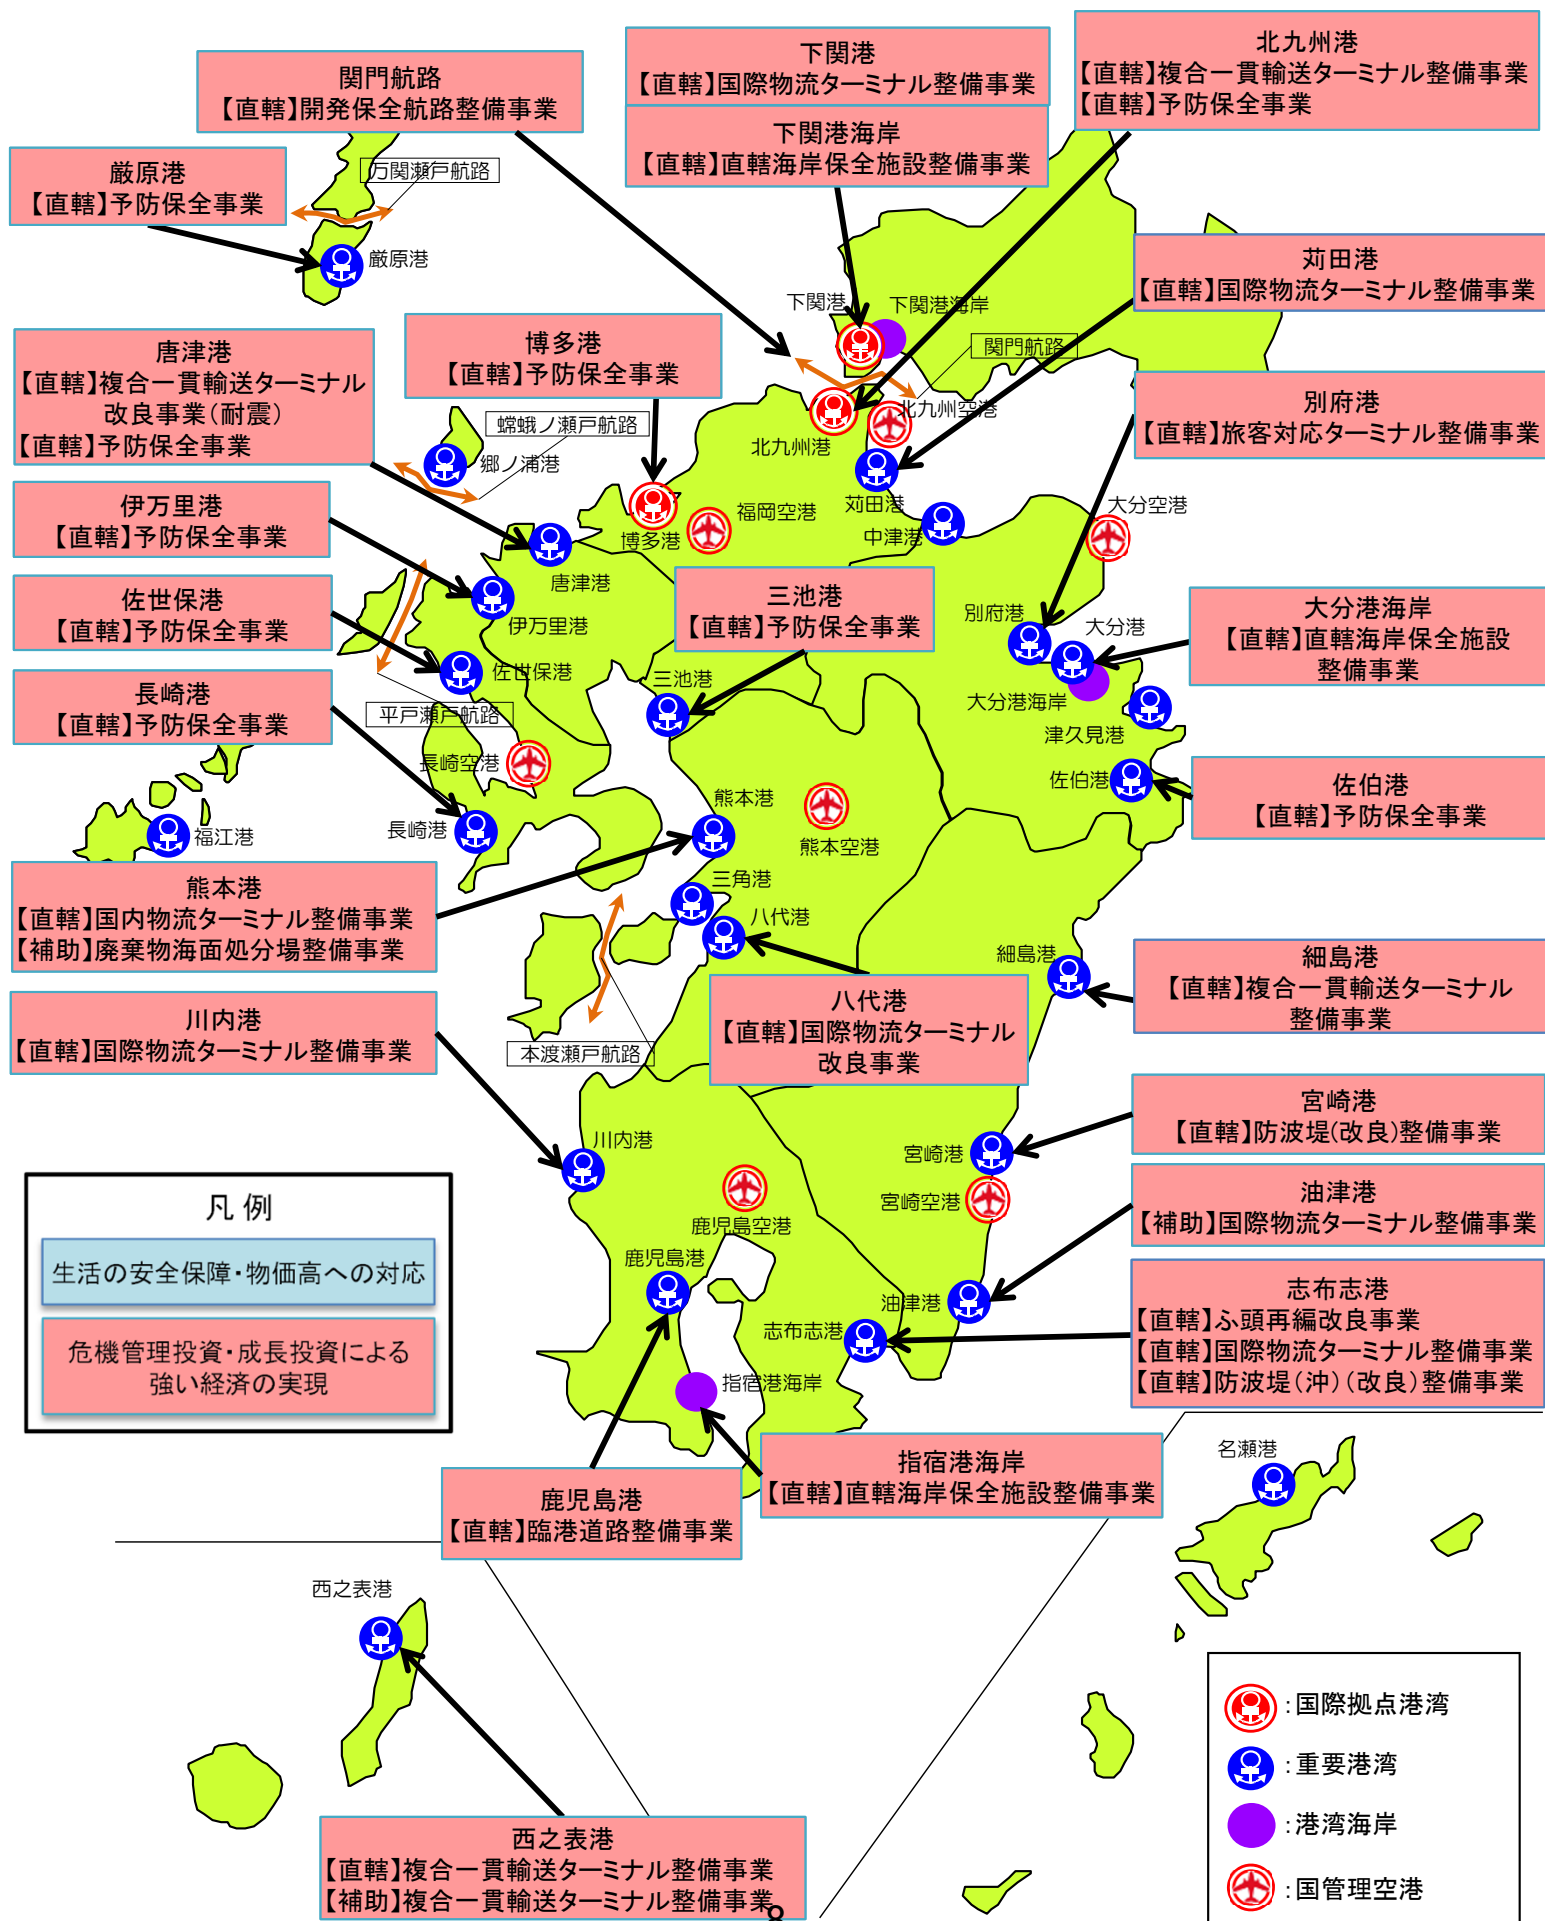 関門航路
【直轄】開発保全航路整備事業
下関港
【直轄】国際物流ターミナル整備事業
下関港海岸
【直轄】直轄海岸保全施設整備事業
北九州港
【直轄】複合一貫輸送ターミナル整備事業
【直轄】予防保全事業
厳原港
【直轄】予防保全事業
万関瀬戸航路
厳原港
苅田港
【直轄】国際物流ターミナル整備事業
下関港
下関港海岸
関門航路
唐津港
【直轄】複合一貫輸送ターミナル
改良事業(耐震)
【直轄】予防保全事業
博多港
【直轄】予防保全事業
別府港
【直轄】旅客対応ターミナル整備事業
蟐蛾ノ瀬戸航路
郷ノ浦港
北九州空港
北九州港
伊万里港
【直轄】予防保全事業
福岡空港
博多港
苅田港
中津港
大分空港
唐津港
佐世保港
【直轄】予防保全事業
三池港
【直轄】予防保全事業
大分港海岸
【直轄】直轄海岸保全施設
整備事業
伊万里港
別府港
大分港
佐世保港
三池港
大分港海岸
長崎港
【直轄】予防保全事業
平戸瀬戸航路
津久見港
長崎空港
佐伯港
佐伯港
【直轄】予防保全事業
福江港
長崎港
熊本港
熊本空港
熊本港
【直轄】国内物流ターミナル整備事業
【補助】廃棄物海面処分場整備事業
三角港
八代港
細島港
細島港
【直轄】複合一貫輸送ターミナル
整備事業
川内港
【直轄】国際物流ターミナル整備事業
八代港
【直轄】国際物流ターミナル
改良事業
本渡瀬戸航路
宮崎港
【直轄】防波堤(改良)整備事業
川内港
宮崎港
凡 例
生活の安全保障・物価高への対応
危機管理投資・成長投資による
強い経済の実現
宮崎空港
鹿児島空港
油津港
【補助】国際物流ターミナル整備事業
鹿児島港
油津港
志布志港
志布志港
【直轄】ふ頭再編改良事業
【直轄】国際物流ターミナル整備事業
【直轄】防波堤(沖)(改良)整備事業
指宿港海岸
指宿港海岸
【直轄】直轄海岸保全施設整備事業
名瀬港
鹿児島港
【直轄】臨港道路整備事業
西之表港
西之表港
【直轄】複合一貫輸送ターミナル整備事業
【補助】複合一貫輸送ターミナル整備事業
:国際拠点港湾
:重要港湾
:港湾海岸
:国管理空港
8